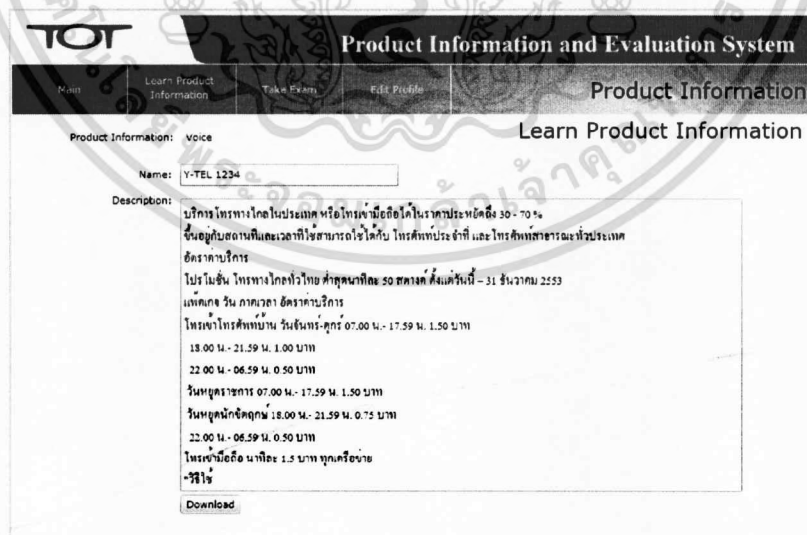 TOT
Product Information and Evaluation System
Main
Learn Product Information
Take Exam
Edit Profile
Product Information
Learn Product Information
Product Information: Voice
Name: Y-TEL 1234
Description:
บริการโทรทางไกลในประเทศ หรือโทรเข้ามือถือได้ในราคาประหยัดถึง 30 - 70 %
ขึ้นอยู่กับสถานที่และเวลาที่ใช้สามารถใช้ได้กับ โทรศัพท์ประจำที่ และโทรศัพท์สาธารณะทั่วประเทศ
อัตราค่าบริการ
โปรโมชั่น โทรทางไกลทั่วไทย ต่ำสุดนาทีละ 50 สตางค์ ตั้งแต่วันนี้ – 31 ธันวาคม 2553
แพ็คเกจ วัน ภาคเวลา อัตราค่าบริการ
โทรเข้าโทรศัพท์บ้าน วันจันทร์-ศุกร์ 07.00 น.- 17.59 น. 1.50 บาท
18.00 น.- 21.59 น. 1.00 บาท
22.00 น.- 06.59 น. 0.50 บาท
วันหยุดราชการ 07.00 น.- 17.59 น. 1.50 บาท
วันหยุดนักขัตฤกษ์ 18.00 น.- 21.59 น. 0.75 บาท
22.00 น.- 06.59 น. 0.50 บาท
โทรเข้ามือถือ นาทีละ 1.5 บาท ทุกเครือข่าย
-วิธีใช้
Download